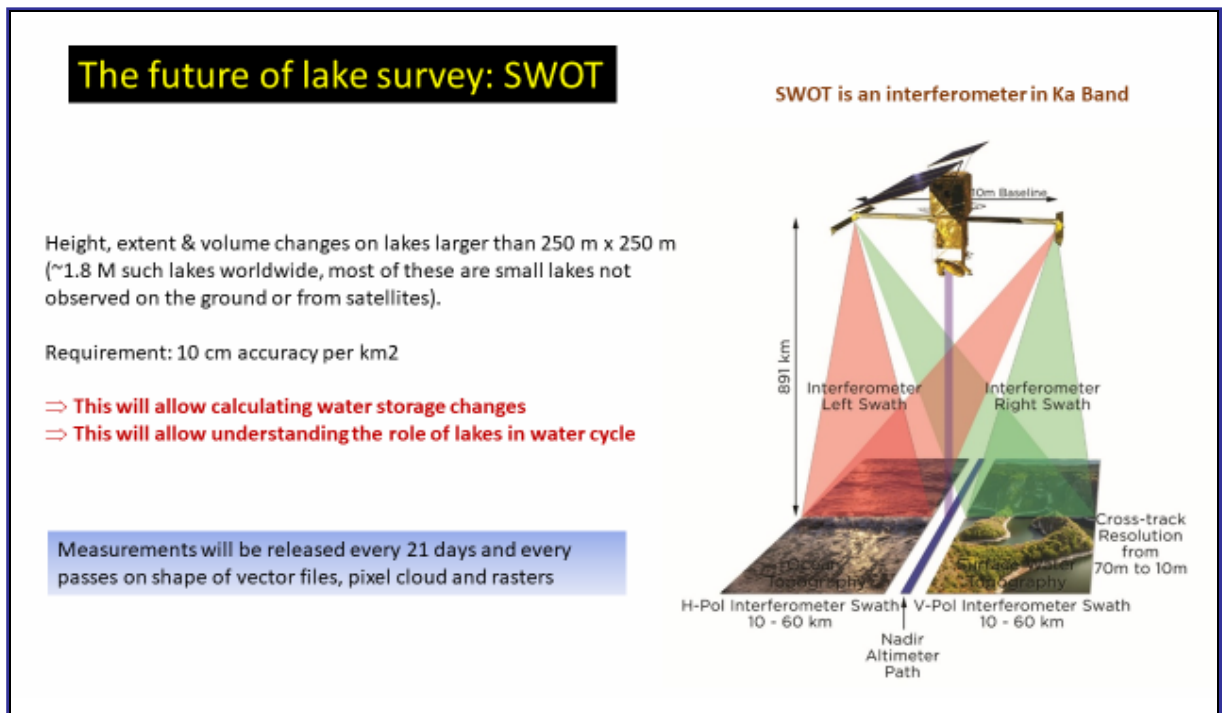 The future of lake survey: SWOT
SWOT is an interferometer in Ka Band
Height, extent & volume changes on lakes larger than 250 m x 250 m
(~1.8 M such lakes worldwide, most of these are small lakes not
observed on the ground or from satellites).
Requirement: 10 cm accuracy per km2
⇒ This will allow calculating water storage changes
⇒ This will allow understanding the role of lakes in water cycle
Measurements will be released every 21 days and every
passes on shape of vector files, pixel cloud and rasters
10m Baseline
891 km
Interferometer
Left Swath
Interferometer
Right Swath
Cross-track
Resolution
from
70m to 10m
Ocean
Topography
Surface Water
Topography
H-Pol Interferometer Swath
10 - 60 km
V-Pol Interferometer Swath
10 - 60 km
Nadir
Altimeter
Path